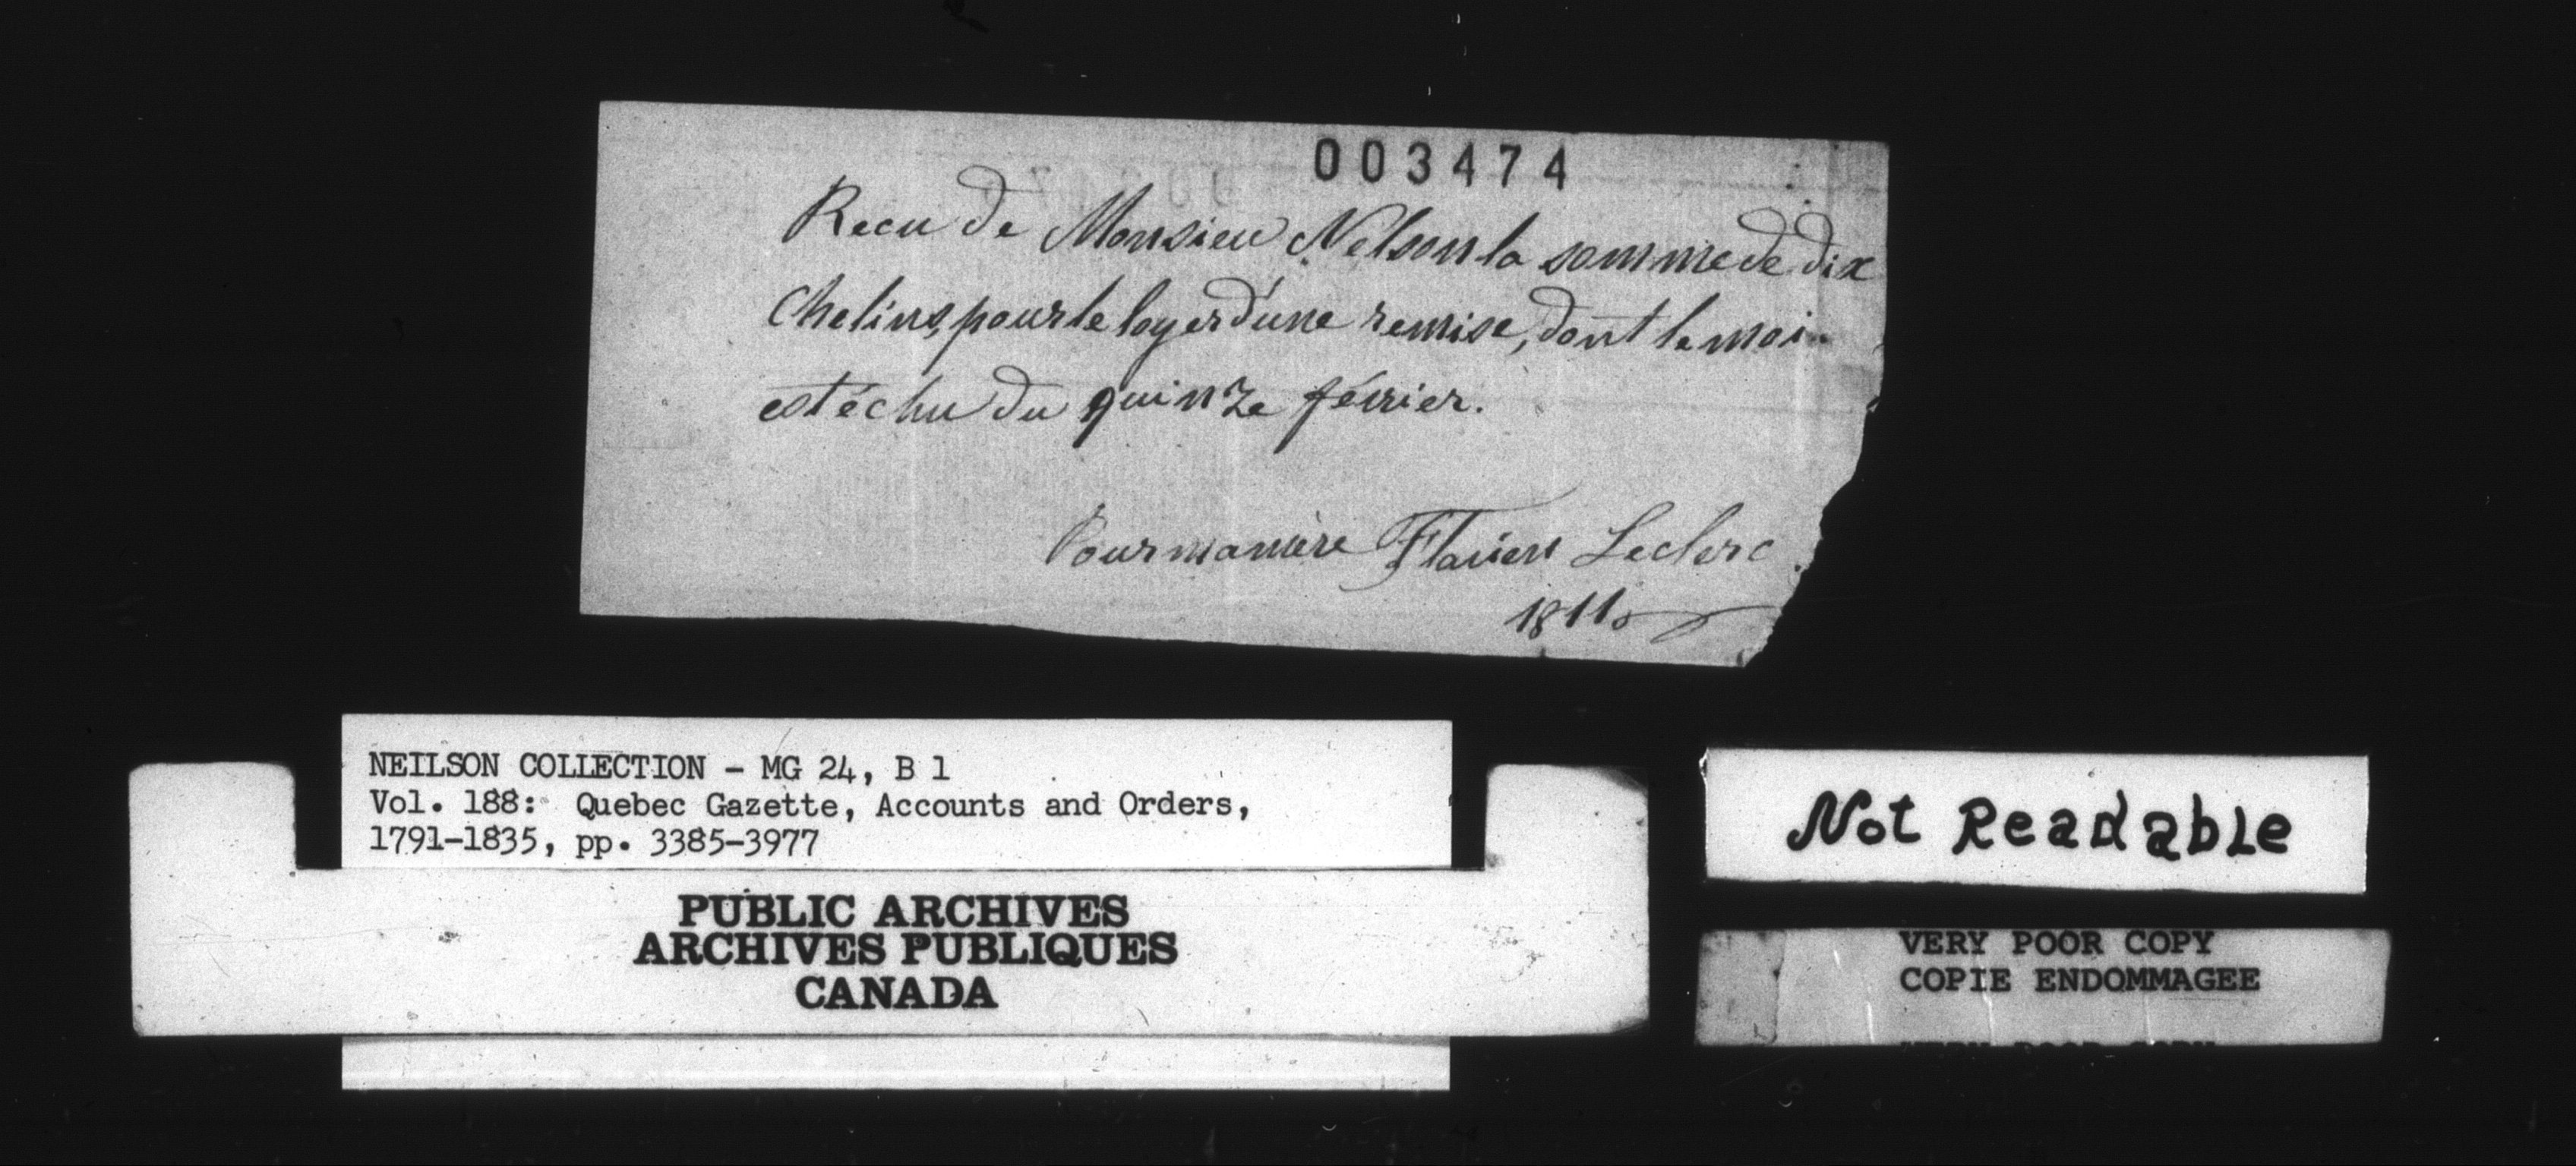 003474
Recu de Monsieu Nelson la somme de dix
Chelins, pour le loyer d'une remise, dont le moi
est échu du quinze février.
Pour ma mère Flavien Leclerc.
1811
NEILSON COLLECTION - MG 24, B 1
Vol. 188: Quebec Gazette, Accounts and Orders,
1791-1835, pp. 3385-3977
PUBLIC ARCHIVES
ARCHIVES PUBLIQUES
CANADA
Not Readable
VERY POOR COPY
COPIE ENDOMMAGEE